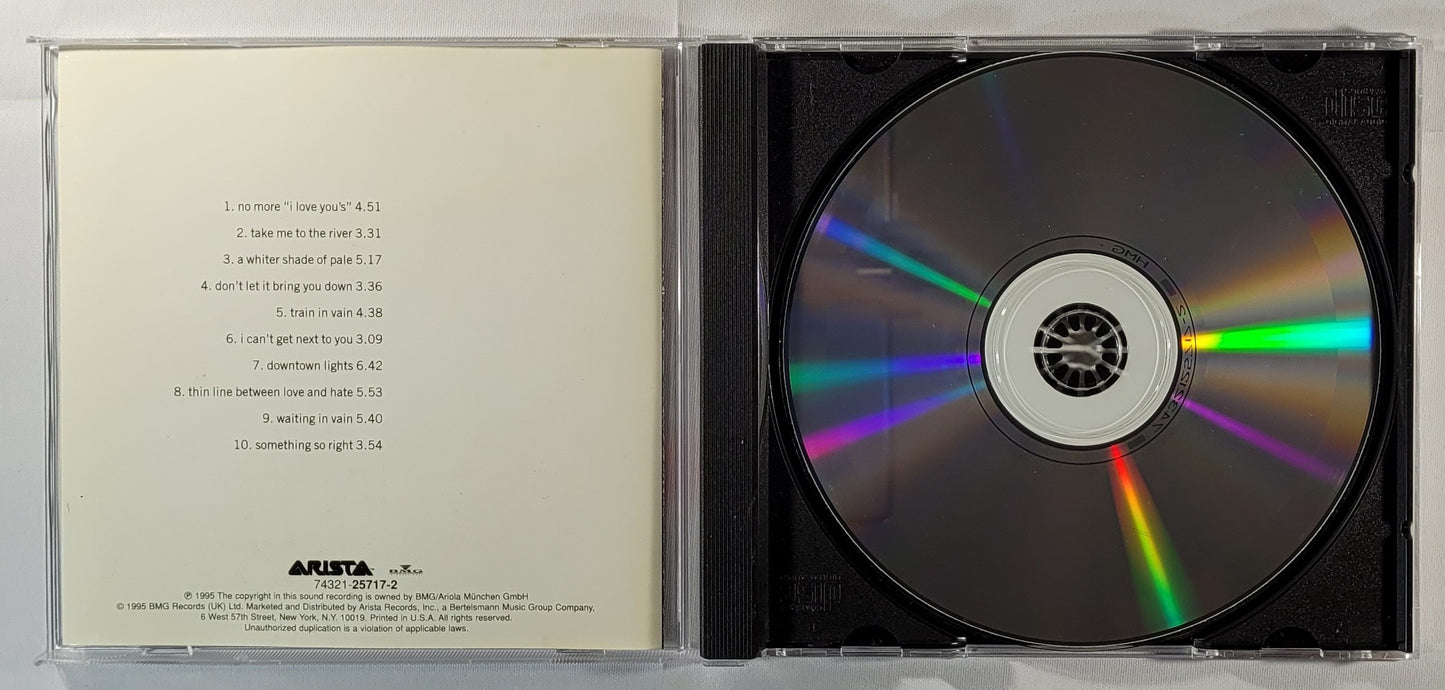 1. no more "i love you's" 4.51
2. take me to the river 3.31
3. a whiter shade of pale 5.17
4. don't let it bring you down 3.36
5. train in vain 4.38
6. i can't get next to you 3.09
7. downtown lights 6.42
8. thin line between love and hate 5.53
9. waiting in vain 5.40
10. something so right 3.54
ARISTA™ BMG
74321-25717-2
℗ 1995 The copyright in this sound recording is owned by BMG/Ariola München GmbH
© 1995 BMG Records (UK) Ltd. Marketed and Distributed by Arista Records, Inc., a Bertelsmann Music Group Company,
6 West 57th Street, New York, N.Y. 10019. Printed in U.S.A. All rights reserved.
Unauthorized duplication is a violation of applicable laws.
HMG
DISC